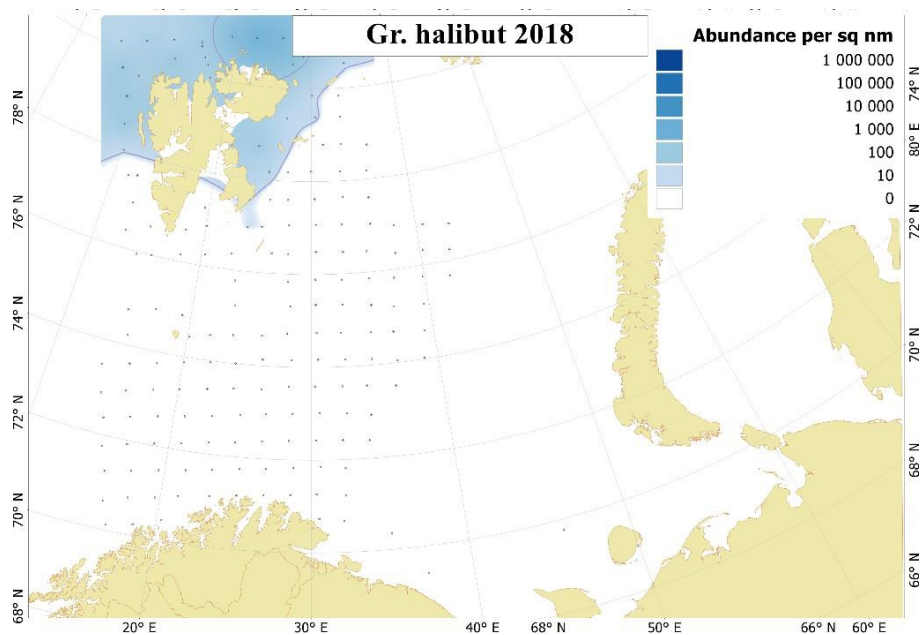 Gr. halibut 2018
Abundance per sq nm
1 000 000
100 000
10 000
1 000
100
10
0
78° N
76° N
74° N
72° N
70° N
68° N
74° N
80° E
72° N
70° N
68° N
66° N
20° E
30° E
40° E
68° N
50° E
66° N
60° E